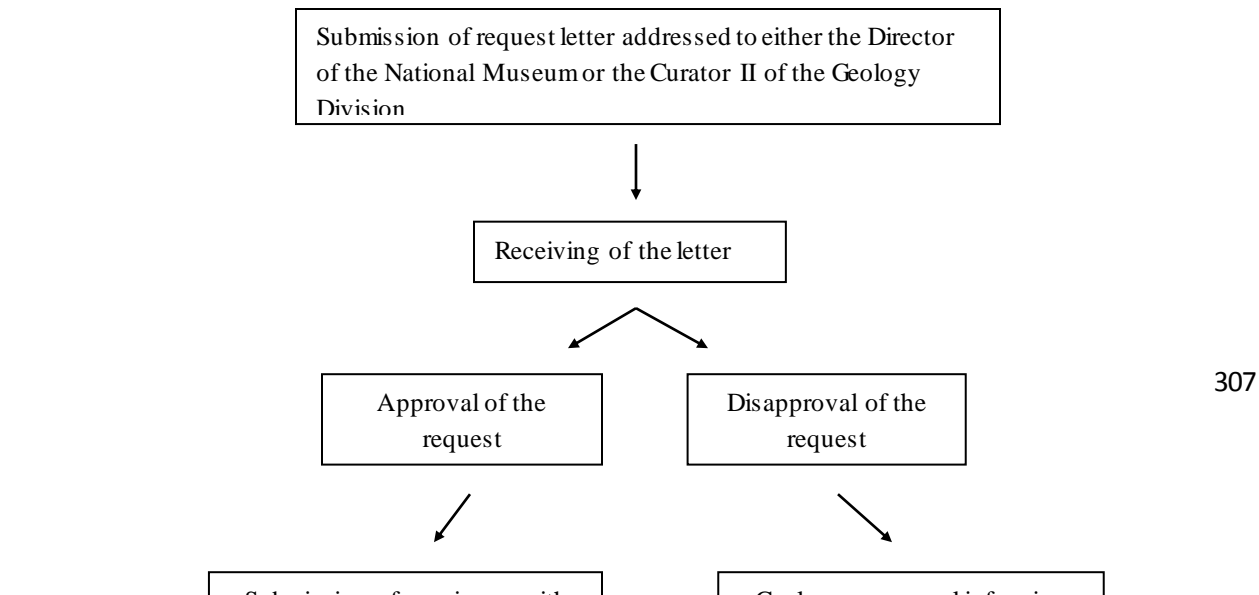 Submission of request letter addressed to either the Director
of the National Museum or the Curator II of the Geology
Division
Receiving of the letter
Approval of the
request
Disapproval of the
request
307